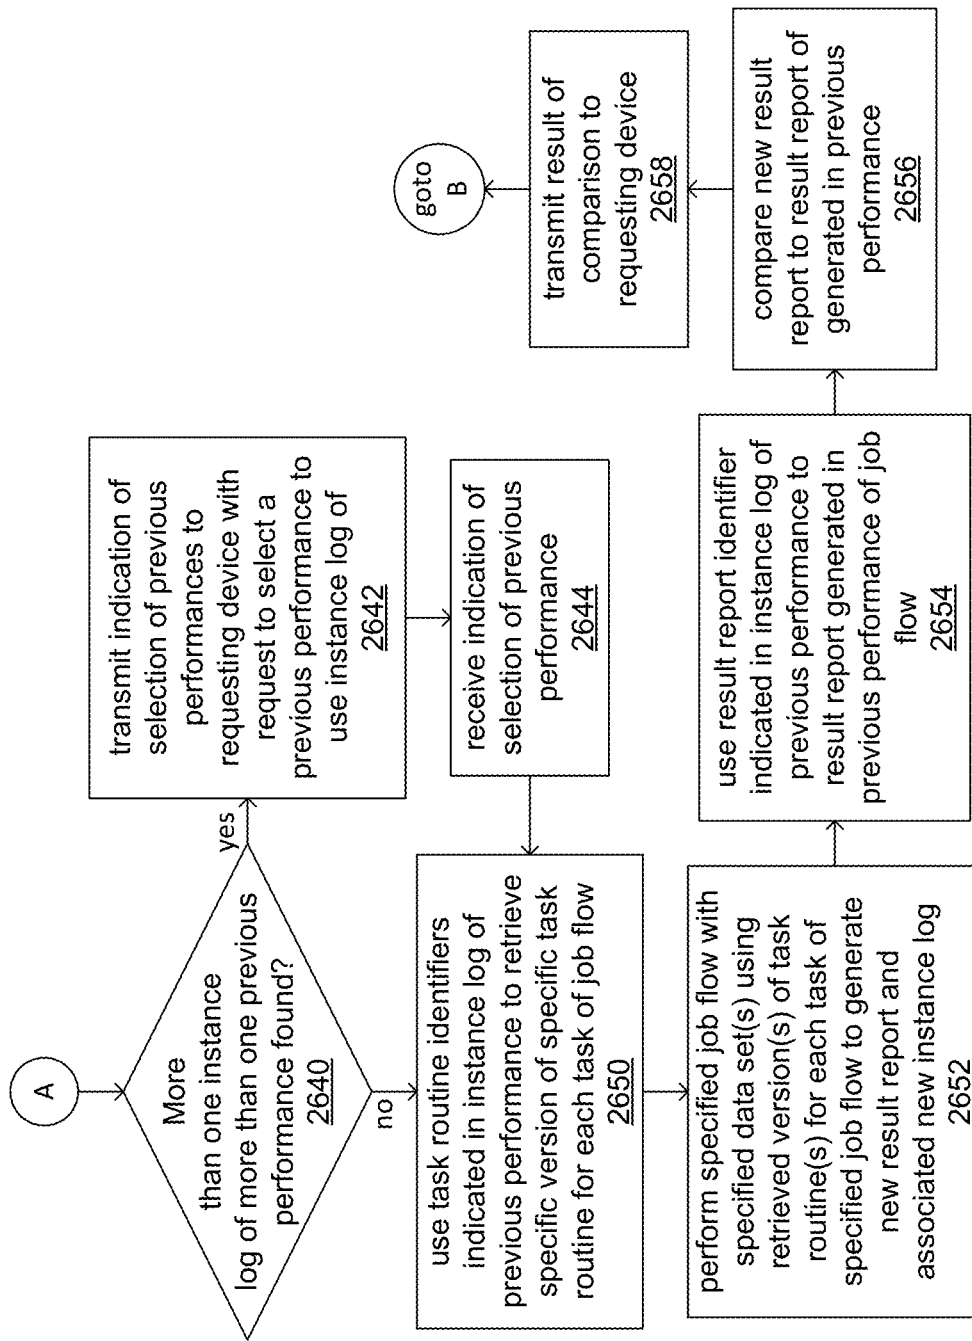 A
More
than one instance
log of more than one previous
performance found?
2640
yes
no
transmit indication of
selection of previous
performances to
requesting device with
request to select a
previous performance to
use instance log of
2642
receive indication of
selection of previous
performance
2644
use task routine identifiers
indicated in instance log of
previous performance to retrieve
specific version of specific task
routine for each task of job flow
2650
perform specified job flow with
specified data set(s) using
retrieved version(s) of task
routine(s) for each task of
specified job flow to generate
new result report and
associated new instance log
2652
use result report identifier
indicated in instance log of
previous performance to
result report generated in
previous performance of job
flow
2654
compare new result
report to result report of
generated in previous
performance
2656
transmit result of
comparison to
requesting device
2658
goto
B